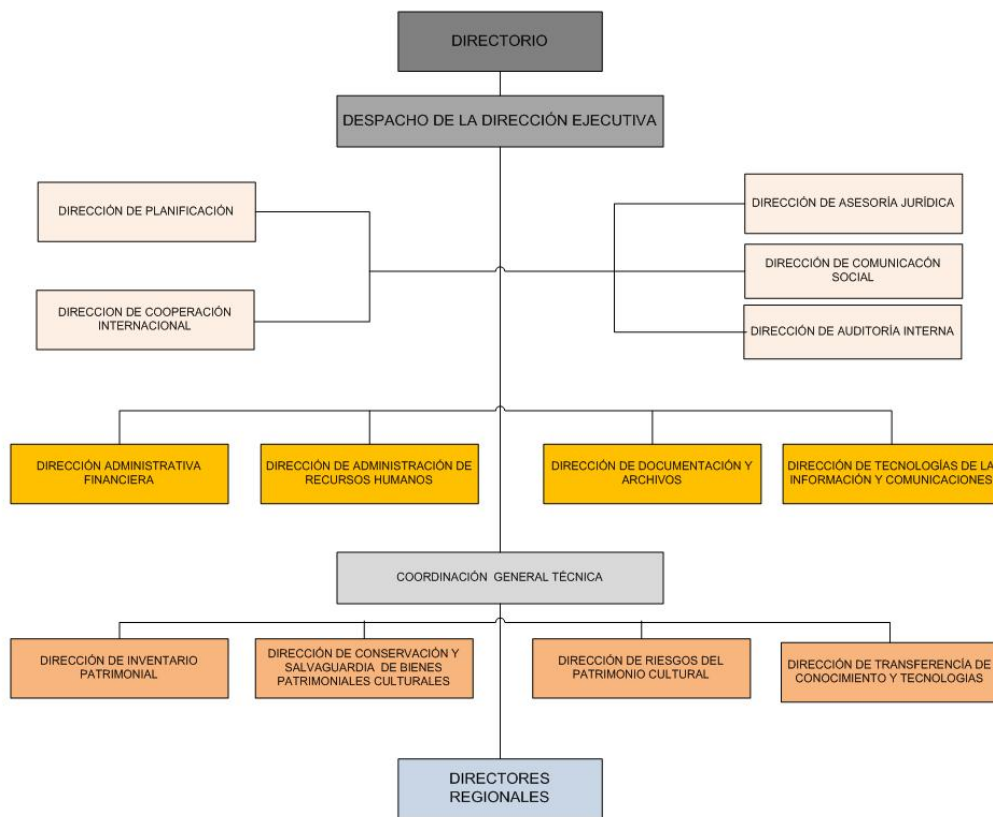 DIRECTORIO
DESPACHO DE LA DIRECCIÓN EJECUTIVA
DIRECCIÓN DE PLANIFICACIÓN
DIRECCION DE COOPERACIÓN
INTERNACIONAL
DIRECCIÓN DE ASESORÍA JURÍDICA
DIRECCIÓN DE COMUNICACÓN
SOCIAL
DIRECCIÓN DE AUDITORÍA INTERNA
DIRECCIÓN ADMINISTRATIVA
FINANCIERA
DIRECCIÓN DE ADMINISTRACIÓN DE
RECURSOS HUMANOS
DIRECCIÓN DE DOCUMENTACIÓN Y
ARCHIVOS
DIRECCIÓN DE TECNOLOGÍAS DE LA
INFORMACIÓN Y COMUNICACIONES
COORDINACIÓN GENERAL TÉCNICA
DIRECCIÓN DE INVENTARIO
PATRIMONIAL
DIRECCIÓN DE CONSERVACIÓN Y
SALVAGUARDIA DE BIENES
PATRIMONIALES CULTURALES
DIRECCIÓN DE RIESGOS DEL
PATRIMONIO CULTURAL
DIRECCIÓN DE TRANSFERENCÍA DE
CONOCIMIENTO Y TECNOLOGIAS
DIRECTORES
REGIONALES